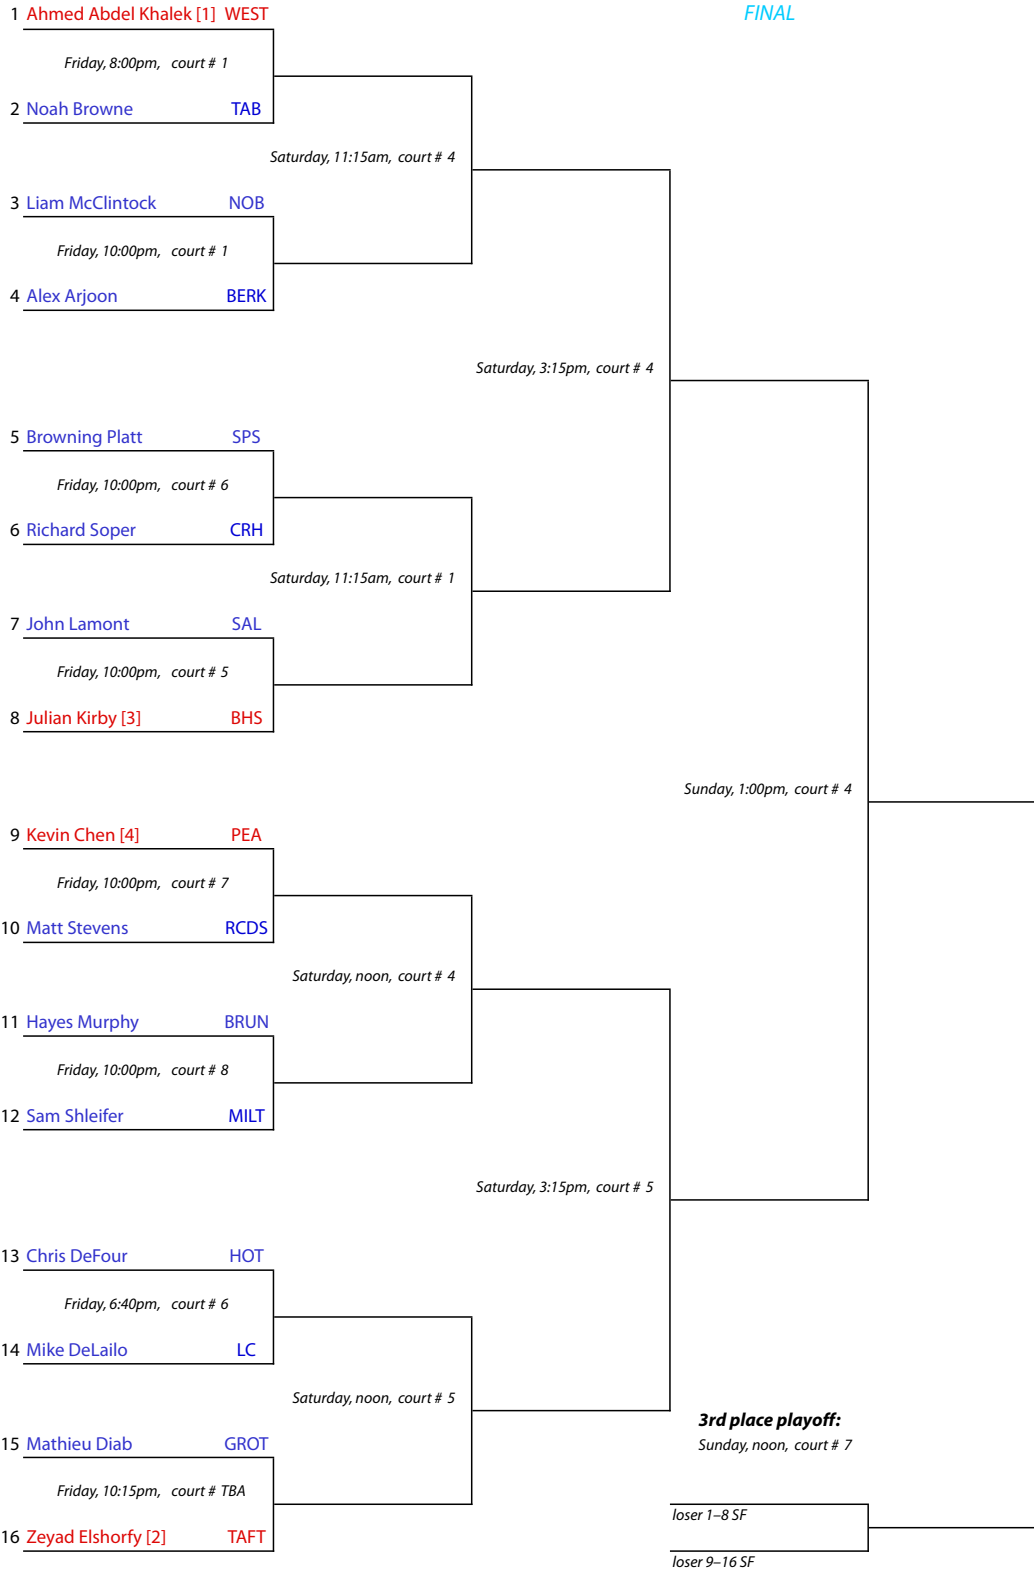 1 Ahmed Abdel Khalek [1] WEST
FINAL
Friday, 8:00pm, court # 1
2 Noah Browne TAB
Saturday, 11:15am, court # 4
3 Liam McClintock NOB
Friday, 10:00pm, court # 1
4 Alex Arjoon BERK
Saturday, 3:15pm, court # 4
5 Browning Platt SPS
Friday, 10:00pm, court # 6
6 Richard Soper CRH
Saturday, 11:15am, court # 1
7 John Lamont SAL
Friday, 10:00pm, court # 5
8 Julian Kirby [3] BHS
Sunday, 1:00pm, court # 4
9 Kevin Chen [4] PEA
Friday, 10:00pm, court # 7
10 Matt Stevens RCDS
Saturday, noon, court # 4
11 Hayes Murphy BRUN
Friday, 10:00pm, court # 8
12 Sam Shleifer MILT
Saturday, 3:15pm, court # 5
13 Chris DeFour HOT
Friday, 6:40pm, court # 6
14 Mike DeLailo LC
Saturday, noon, court # 5
3rd place playoff:
15 Mathieu Diab GROT
Sunday, noon, court # 7
Friday, 10:15pm, court # TBA
loser 1–8 SF
16 Zeyad Elshorfy [2] TAFT
loser 9–16 SF